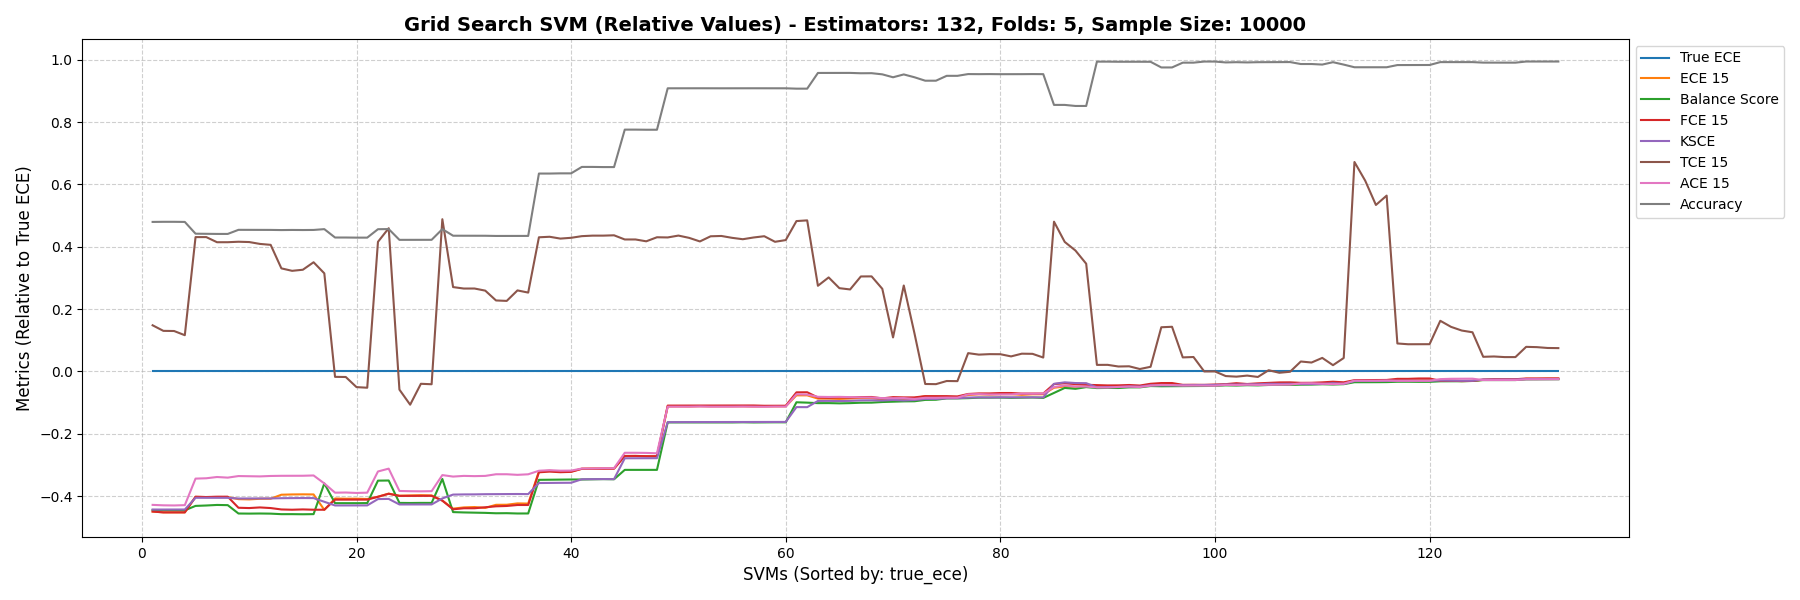 Grid Search SVM (Relative Values) - Estimators: 132, Folds: 5, Sample Size: 10000
Metrics (Relative to True ECE)
1.0
0.8
0.6
0.4
0.2
0.0
−0.2
−0.4
0 20 40 60 80 100 120
SVMs (Sorted by: true_ece)
True ECE
ECE 15
Balance Score
FCE 15
KSCE
TCE 15
ACE 15
Accuracy